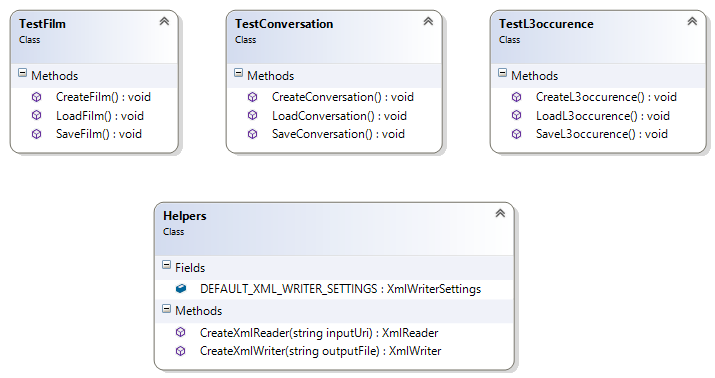 TestFilm
Class
Methods
CreateFilm() : void
LoadFilm() : void
SaveFilm() : void
TestConversation
Class
Methods
CreateConversation() : void
LoadConversation() : void
SaveConversation() : void
TestL3occurence
Class
Methods
CreateL3occurence() : void
LoadL3occurence() : void
SaveL3occurence() : void
Helpers
Class
Fields
DEFAULT_XML_WRITER_SETTINGS : XmlWriterSettings
Methods
CreateXmlReader(string inputUri) : XmlReader
CreateXmlWriter(string outputFile) : XmlWriter